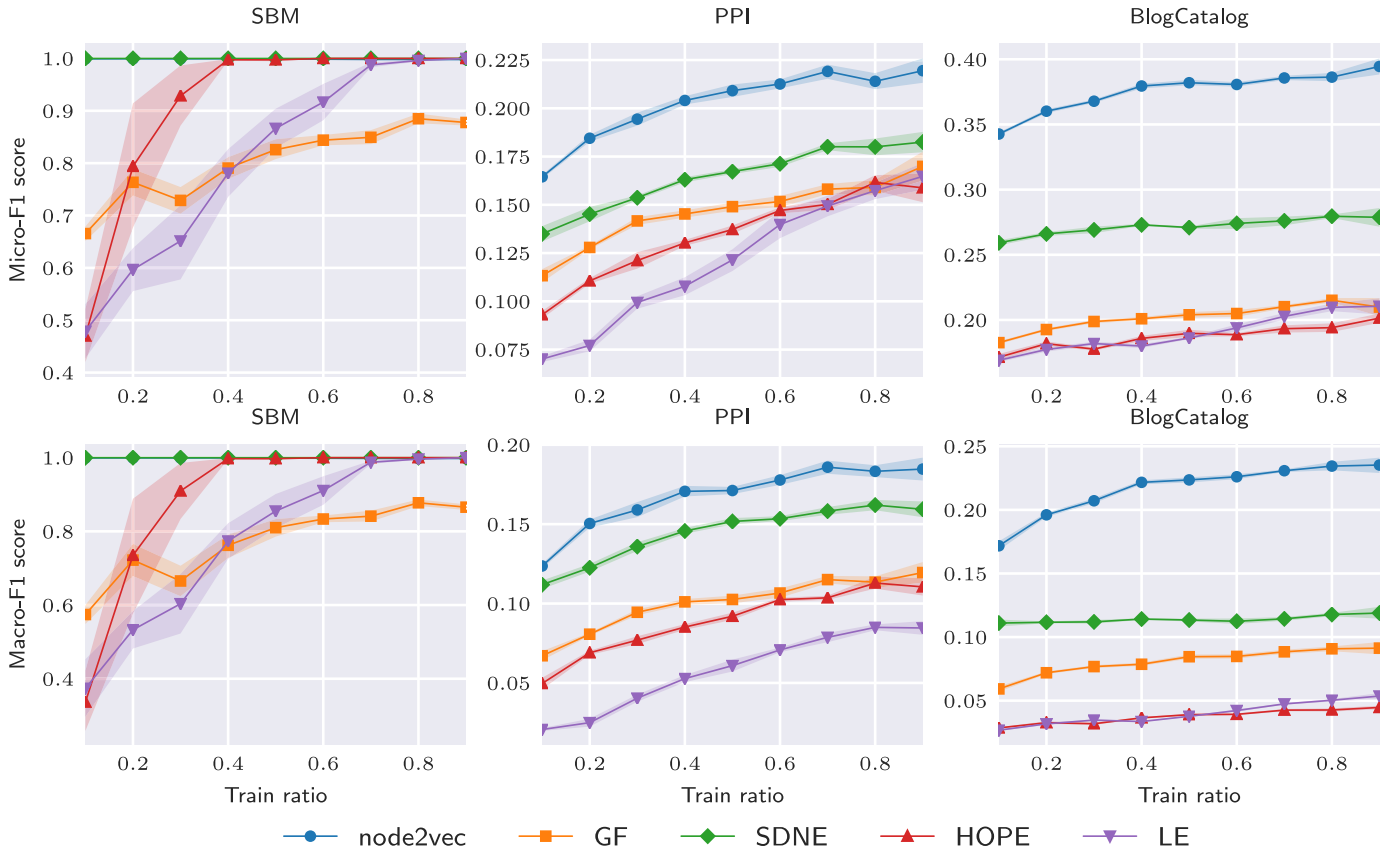 SBM PPI BlogCatalog
Micro-F1 score
1.0
0.9
0.8
0.7
0.6
0.5
0.4
0.2 0.4 0.6 0.8
0.225
0.200
0.175
0.150
0.125
0.100
0.075
0.2 0.4 0.6 0.8
0.40
0.35
0.30
0.25
0.20
0.2 0.4 0.6 0.8
SBM PPI BlogCatalog
Macro-F1 score
1.0
0.8
0.6
0.4
0.2 0.4 0.6 0.8
Train ratio
0.20
0.15
0.10
0.05
0.2 0.4 0.6 0.8
Train ratio
0.25
0.20
0.15
0.10
0.05
0.2 0.4 0.6 0.8
Train ratio
node2vec GF SDNE HOPE LE